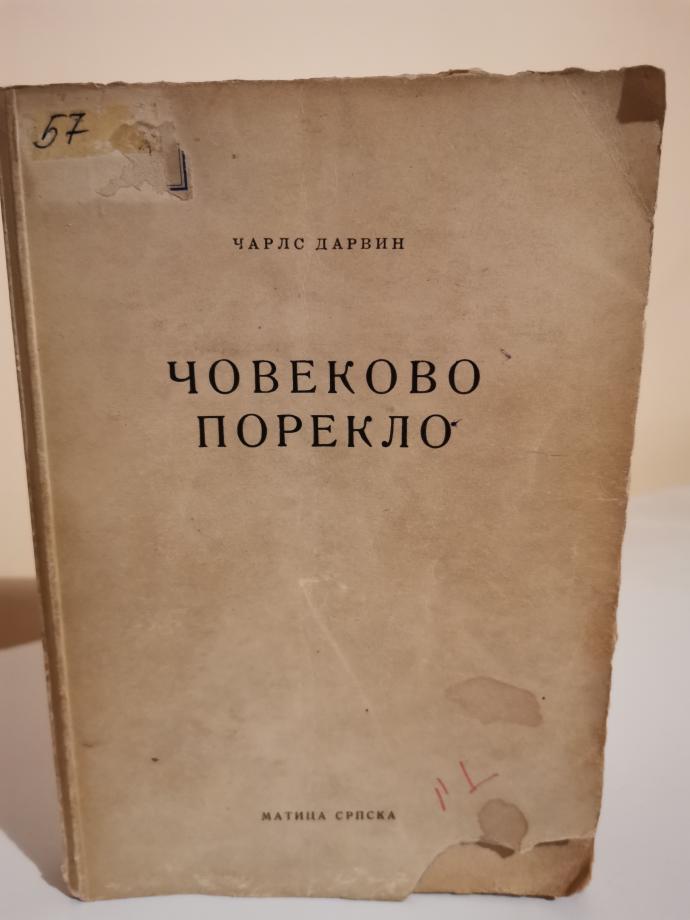 57
ЧАРЛС ДАРВИН
ЧОВЕКОВО
ПОРЕКЛО
МАТИЦА СРПСКА